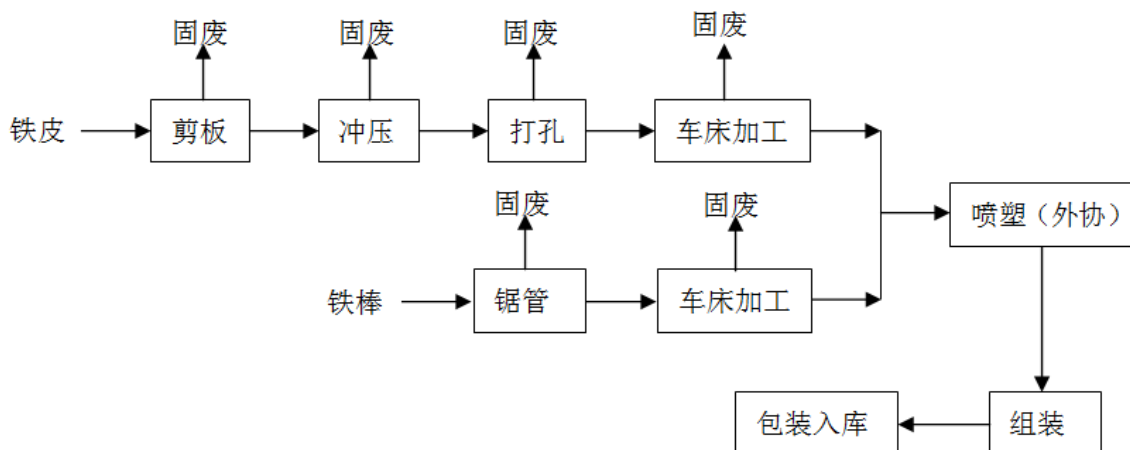 固废 固废 固废 固废
铁皮 剪板 冲压 打孔 车床加工
固废 固废
喷塑（外协）
铁棒 锯管 车床加工
包装入库 组装